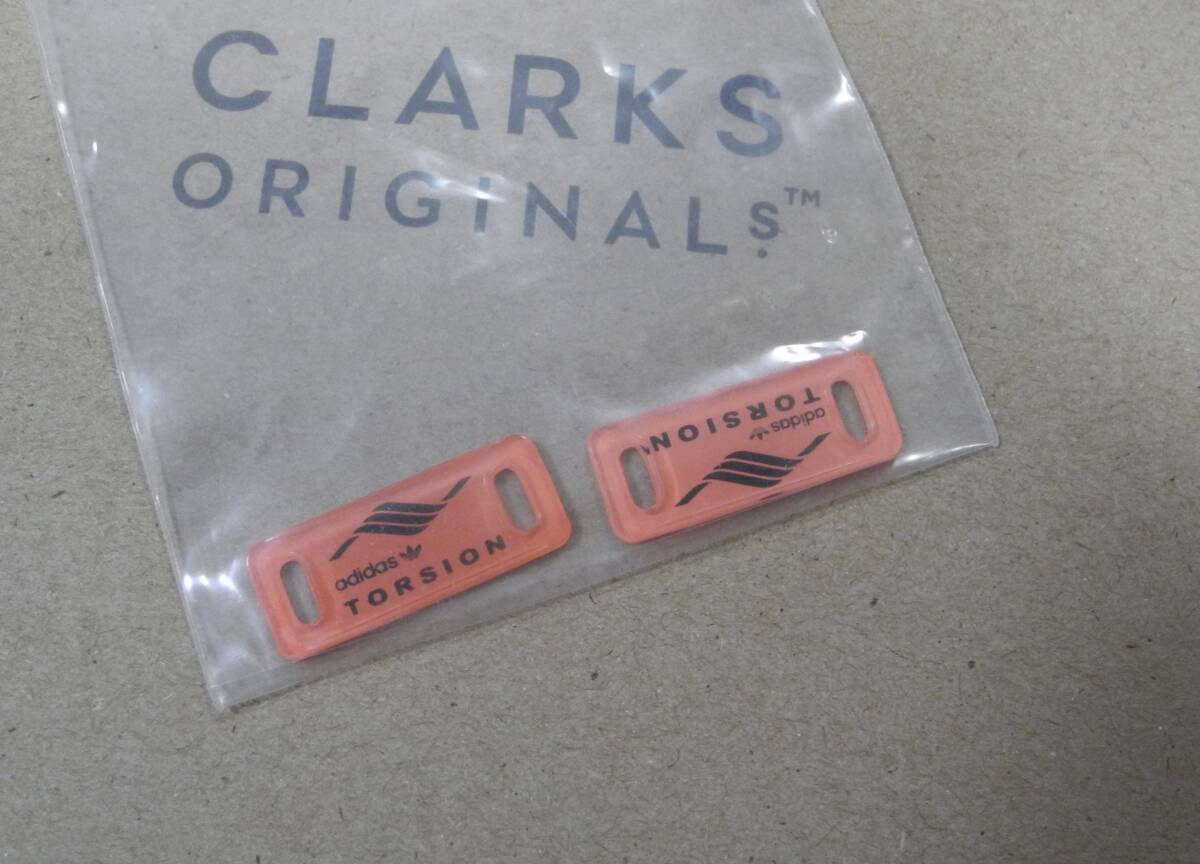 CLARKS
ORIGINALS™
adidas
TORSION
TORSION
adidas